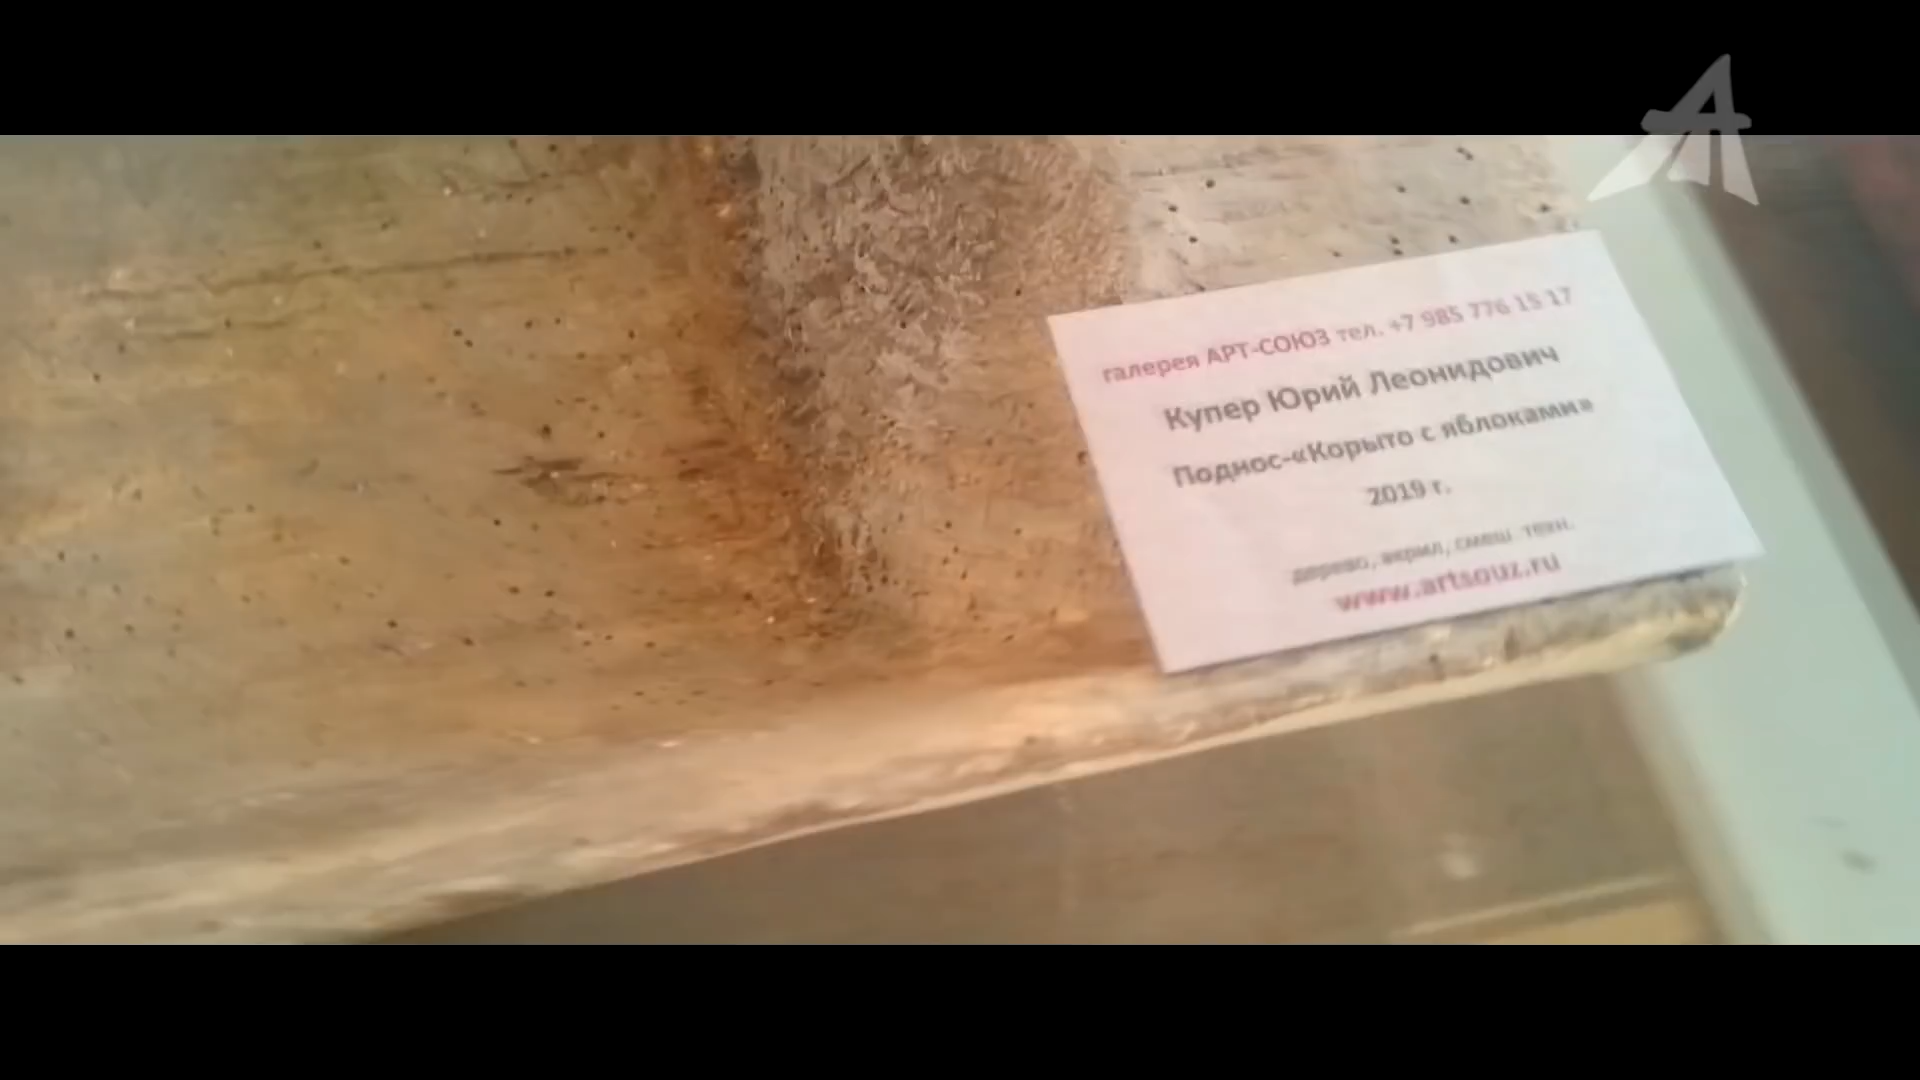 галерея АРТ-СОЮЗ тел. +7 985 776 15 17
Купер Юрий Леонидович
Поднос-«Корыто с яблоками»
2019 г.
дерево, акрил, смеш. техн.
www.artsouz.ru